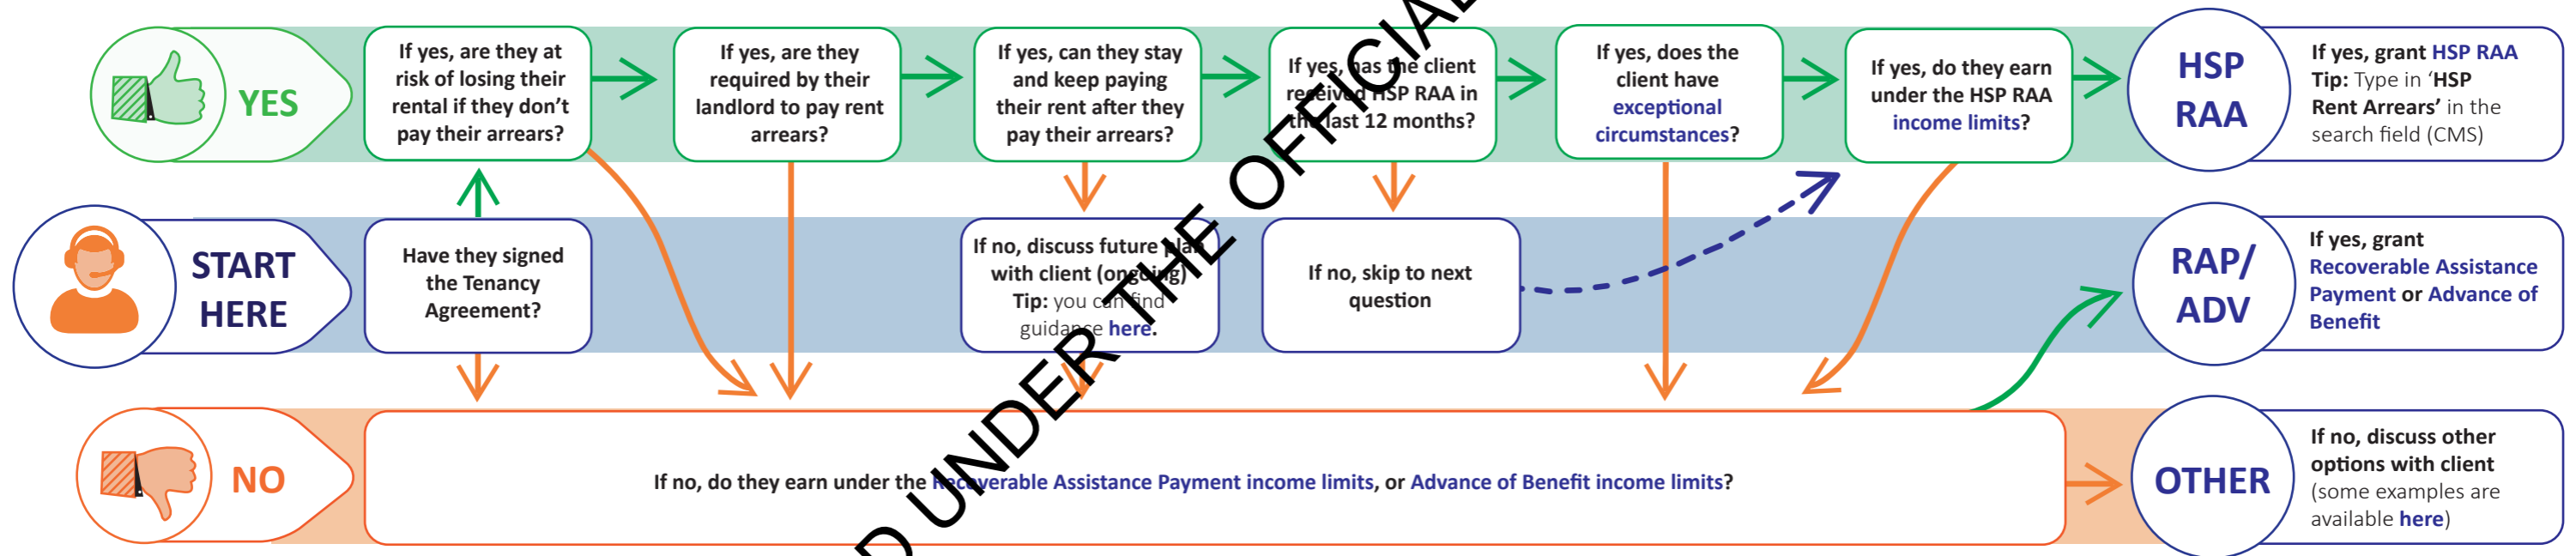 YES
If yes, are they at
risk of losing their
rental if they don't
pay their arrears?
If yes, are they
required by their
landlord to pay rent
arrears?
If yes, can they stay
and keep paying
their rent after they
pay their arrears?
If yes, has the client
received HSP RAA in
the last 12 months?
If yes, does the
client have
exceptional
circumstances?
If yes, do they earn
under the HSP RAA
income limits?
HSP
RAA
If yes, grant HSP RAA
Tip: Type in ‘HSP
Rent Arrears’ in the
search field (CMS)
START
HERE
Have they signed
the Tenancy
Agreement?
If no, discuss future plan
with client (ongoing)
Tip: you can find
guidance here.
If no, skip to next
question
RAP/
ADV
If yes, grant
Recoverable Assistance
Payment or Advance of
Benefit
NO
If no, do they earn under the Recoverable Assistance Payment income limits, or Advance of Benefit income limits?
OTHER
If no, discuss other
options with client
(some examples are
available here)
UNDER THE OFFICIAL